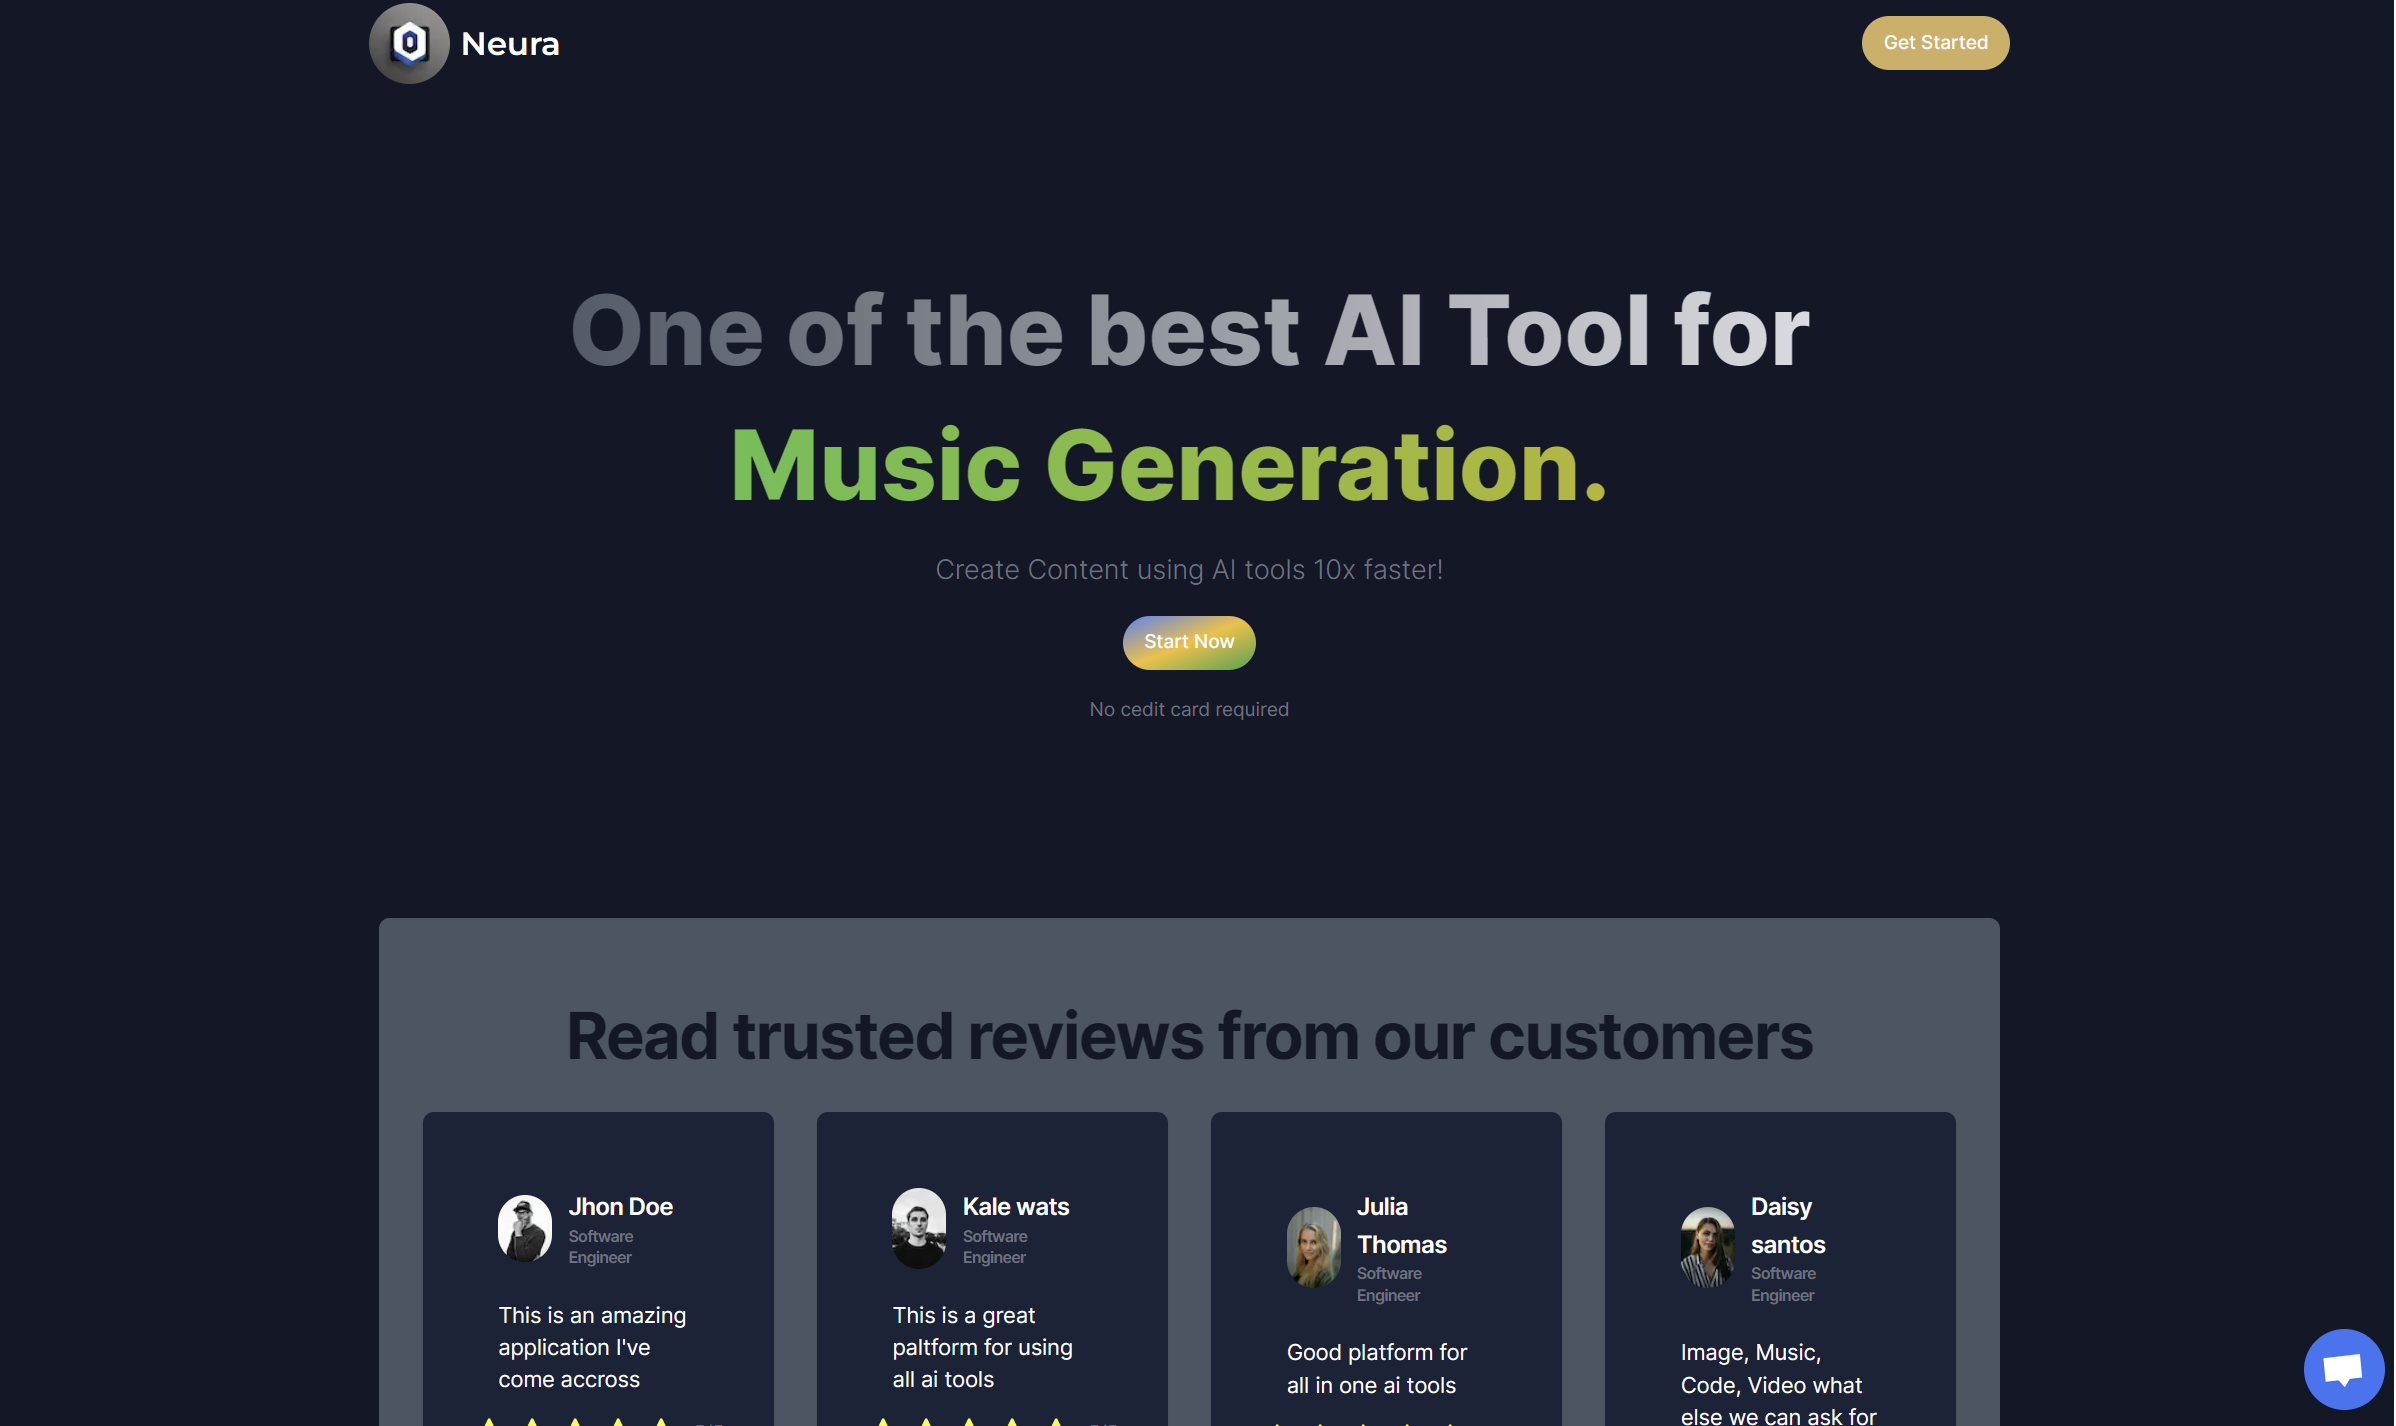 Neura
Get Started
One of the best AI Tool for
Music Generation.
Create Content using AI tools 10x faster!
Start Now
No cedit card required
Read trusted reviews from our customers
Jhon Doe
Software
Engineer
This is an amazing
application I've
come accross
Kale wats
Software
Engineer
This is a great
paltform for using
all ai tools
Julia
Thomas
Software
Engineer
Good platform for
all in one ai tools
Daisy
santos
Software
Engineer
Image, Music,
Code, Video what
else we can ask for